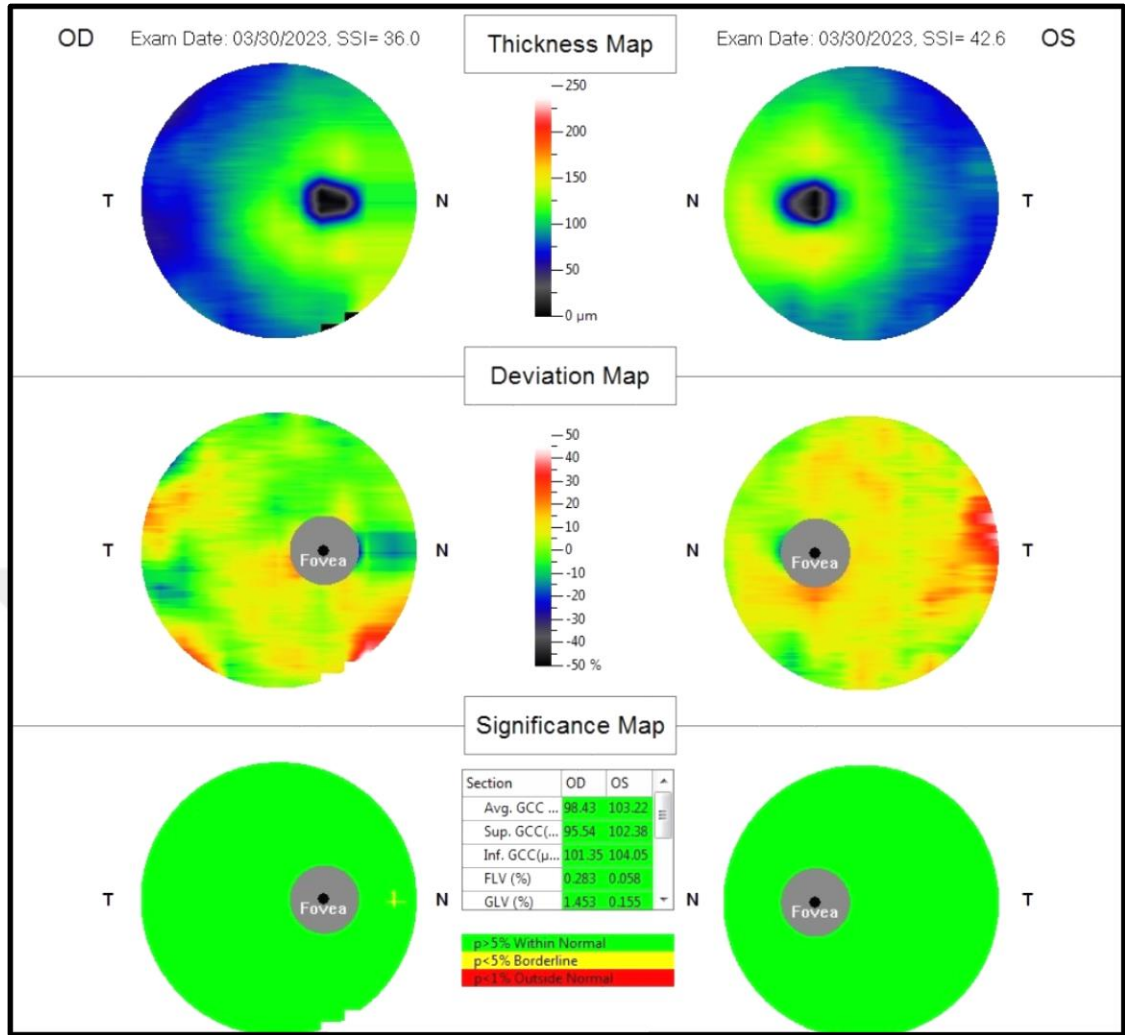 OD Exam Date: 03/30/2023, SSI= 36.0 Thickness Map Exam Date: 03/30/2023, SSI= 42.6 OS
250
200
150
100
50
0 µm
T N N T
Deviation Map
50
40
30
20
10
0
-10
-20
-30
-40
-50 %
T Fovea N N Fovea T
Significance Map
Section OD OS
Avg. GCC ... 98.43 103.22
Sup. GCC(... 95.54 102.38
Inf. GCC(µ... 101.35 104.05
FLV (%) 0.283 0.058
GLV (%) 1.453 0.155
T Fovea N N Fovea T
p>5% Within Normal
p<5% Borderline
p<1% Outside Normal